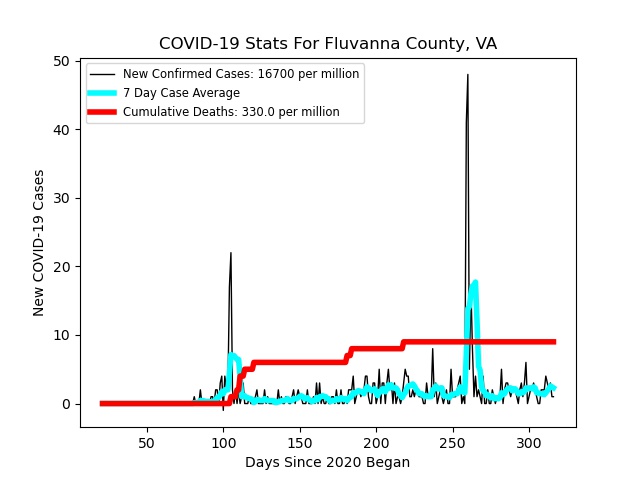 COVID-19 Stats For Fluvanna County, VA
New Confirmed Cases: 16700 per million
7 Day Case Average
Cumulative Deaths: 330.0 per million
50
40
30
20
10
0
New COVID-19 Cases
50 100 150 200 250 300
Days Since 2020 Began